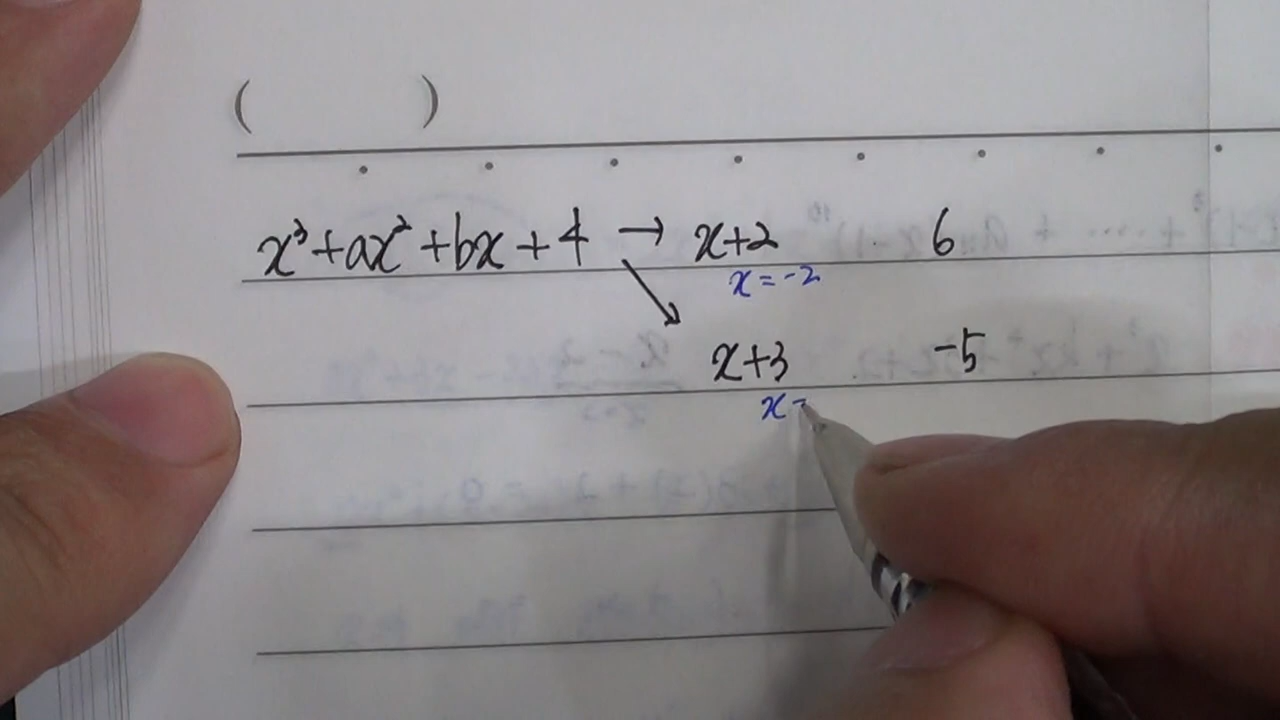 ( )
x³+ax²+bx+4 → x+2 6
x=-2
x+3 -5
x=